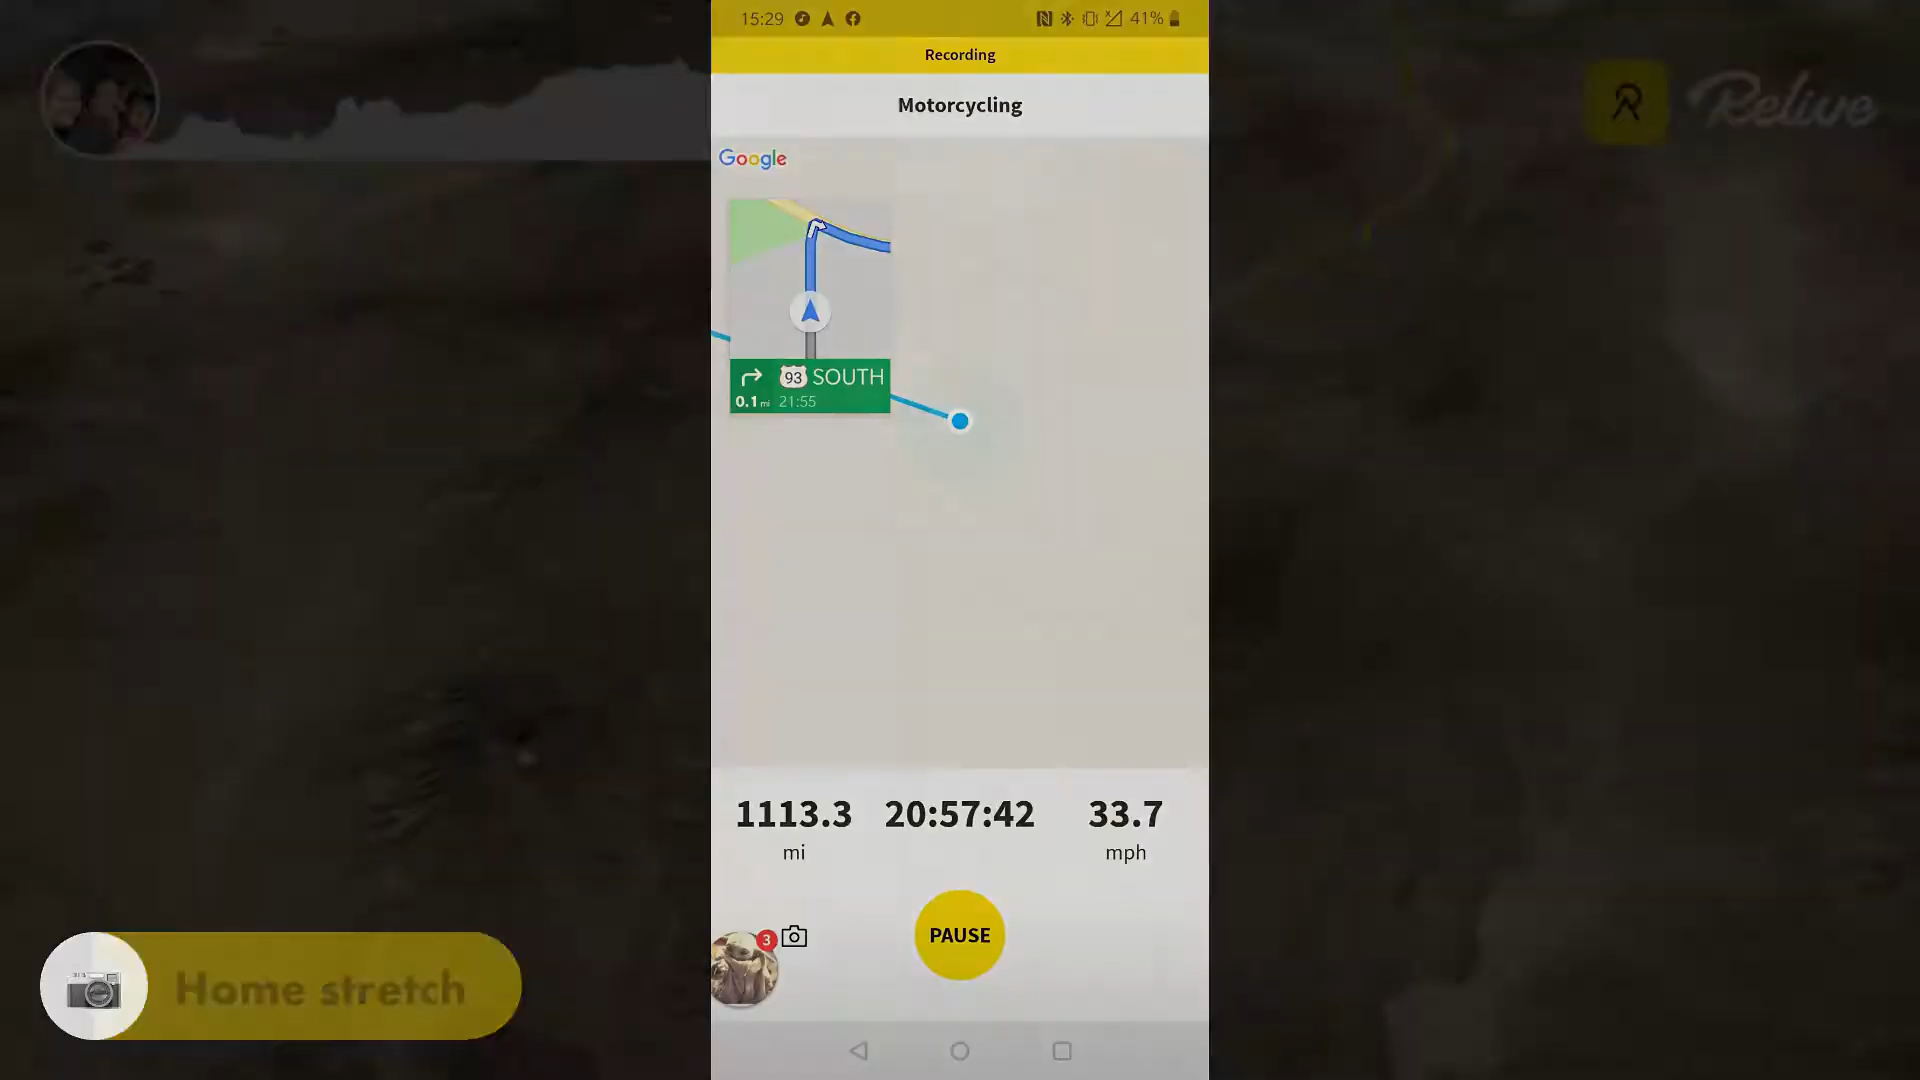 15:29 41%
Recording
Motorcycling
Relive
Google
93 SOUTH
0.1 mi 21:55
1113.3 20:57:42 33.7
mi mph
3
PAUSE
Home stretch